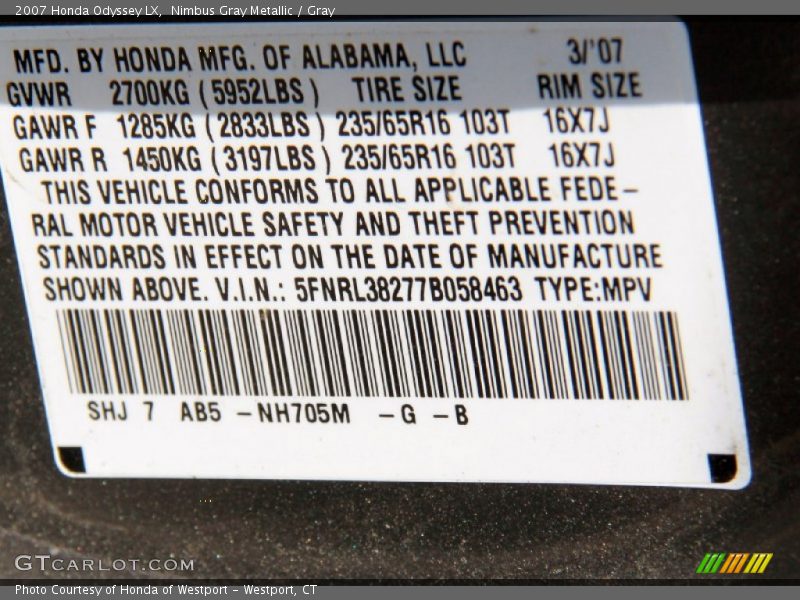 2007 Honda Odyssey LX, Nimbus Gray Metallic / Gray
MFD. BY HONDA MFG. OF ALABAMA, LLC 3/'07
GVWR 2700KG (5952LBS) TIRE SIZE RIM SIZE
GAWR F 1285KG (2833LBS) 235/65R16 103T 16X7J
GAWR R 1450KG (3197LBS) 235/65R16 103T 16X7J
THIS VEHICLE CONFORMS TO ALL APPLICABLE FEDE-
RAL MOTOR VEHICLE SAFETY AND THEFT PREVENTION
STANDARDS IN EFFECT ON THE DATE OF MANUFACTURE
SHOWN ABOVE. V.I.N.: 5FNRL38277B058463 TYPE:MPV
SHJ 7 AB5 -NH705M -G -B
GTCARLOT.COM
Photo Courtesy of Honda of Westport - Westport, CT